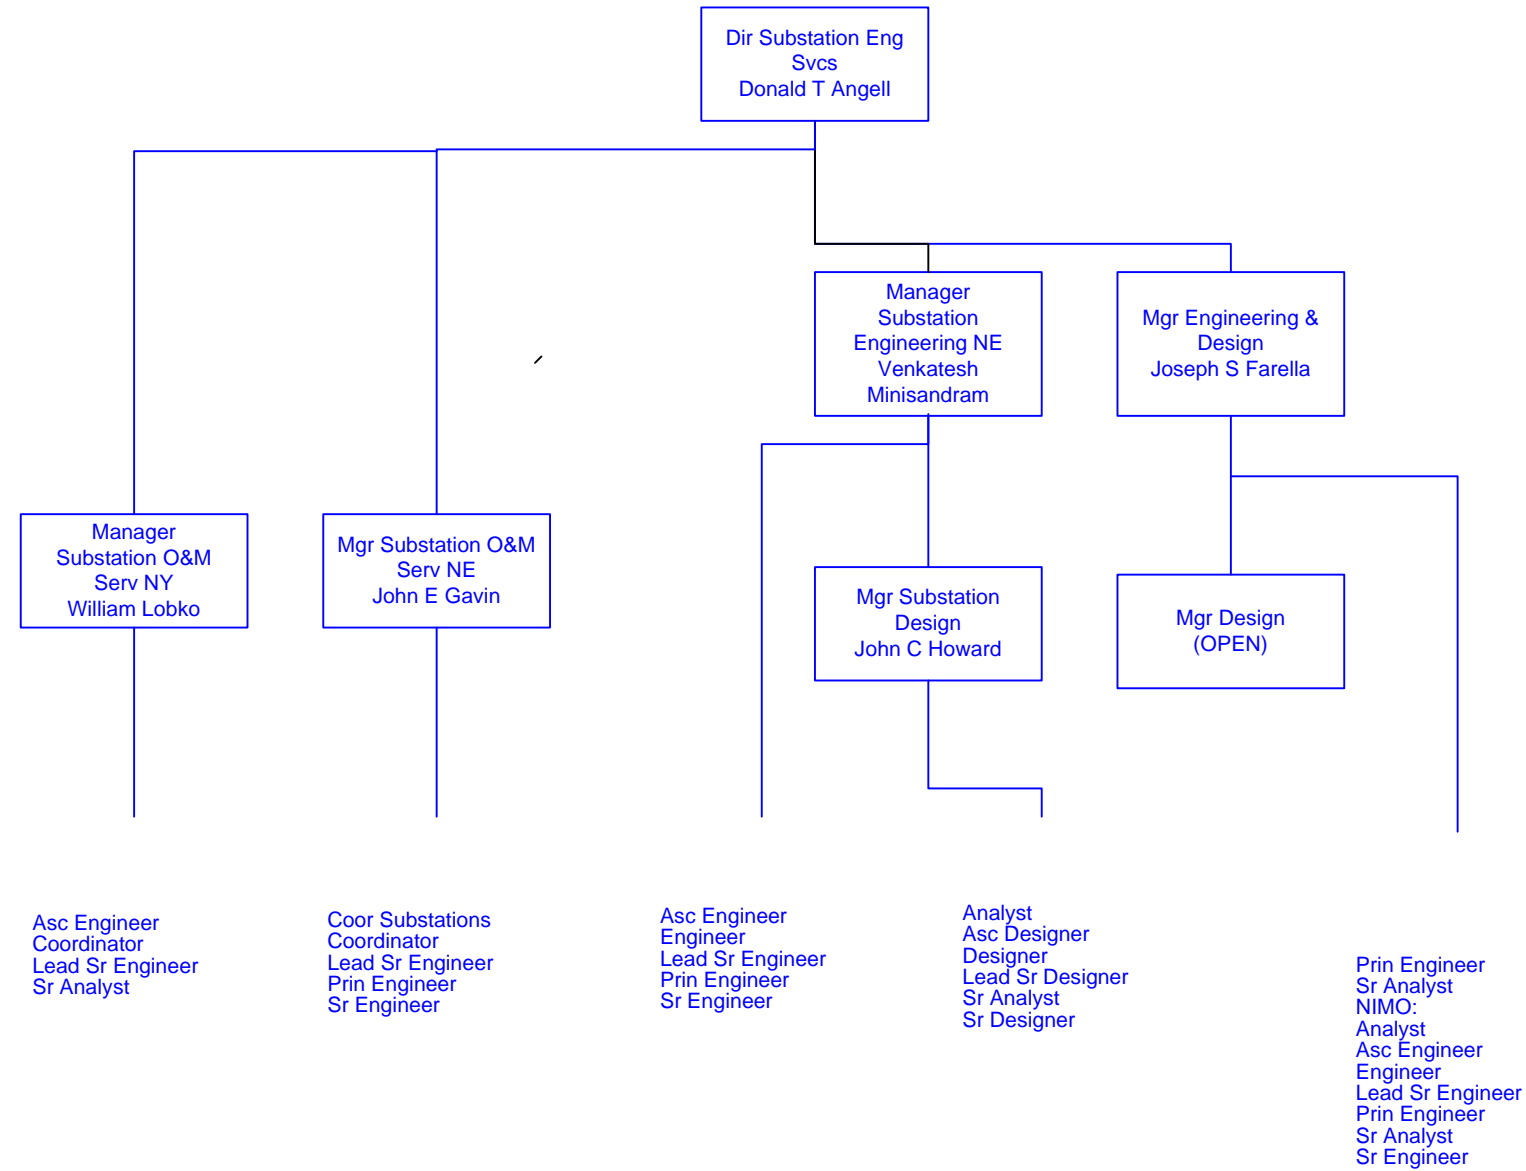 Dir Substation Eng
Svcs
Donald T Angell
Manager
Substation
Engineering NE
Venkatesh
Minisandram
Mgr Engineering &
Design
Joseph S Farella
Manager
Substation O&M
Serv NY
William Lobko
Mgr Substation O&M
Serv NE
John E Gavin
Mgr Substation
Design
John C Howard
Mgr Design
(OPEN)
Asc Engineer
Coordinator
Lead Sr Engineer
Sr Analyst
Coor Substations
Coordinator
Lead Sr Engineer
Prin Engineer
Sr Engineer
Asc Engineer
Engineer
Lead Sr Engineer
Prin Engineer
Sr Engineer
Analyst
Asc Designer
Designer
Lead Sr Designer
Sr Analyst
Sr Designer
Prin Engineer
Sr Analyst
NIMO:
Analyst
Asc Engineer
Engineer
Lead Sr Engineer
Prin Engineer
Sr Analyst
Sr Engineer